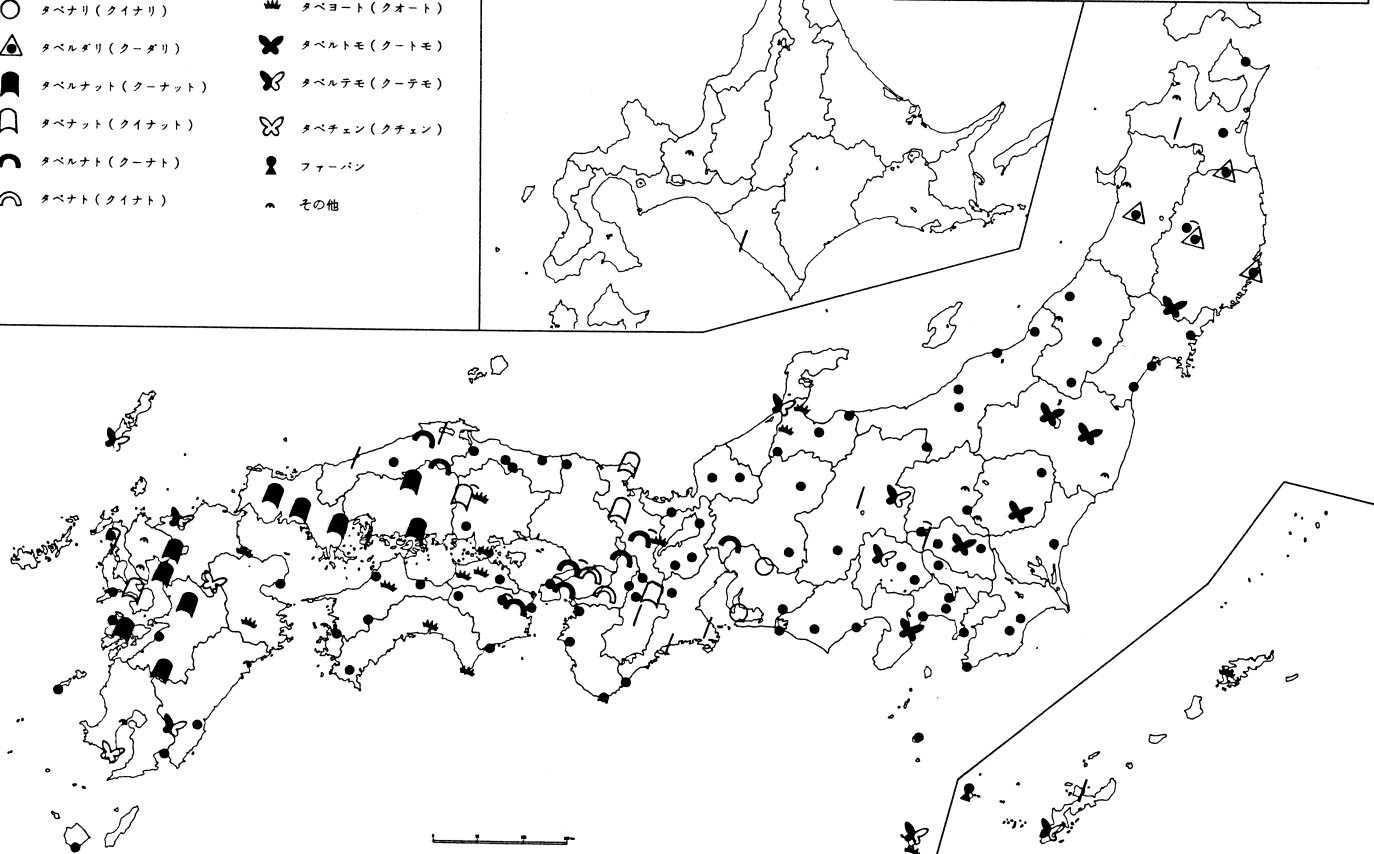 タベナリ(クイナリ)
タベルダリ(クーダリ)
タベルナット(クーナット)
タベナット(クイナット)
タベルナト(クーナト)
タベナト(クイナト)
タベヨート(クオート)
タベルトモ(クートモ)
タベルテモ(クーテモ)
タベチェン(クチェン)
ファーバン
その他